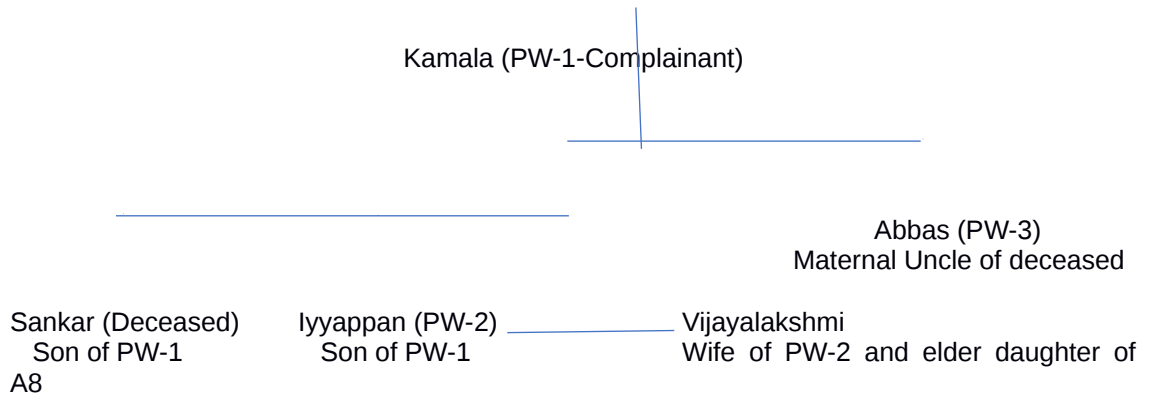 Kamala (PW-1-Complainant)
Abbas (PW-3)
Maternal Uncle of deceased
Sankar (Deceased) Iyyappan (PW-2) Vijayalakshmi
Son of PW-1 Son of PW-1 Wife of PW-2 and elder daughter of
A8